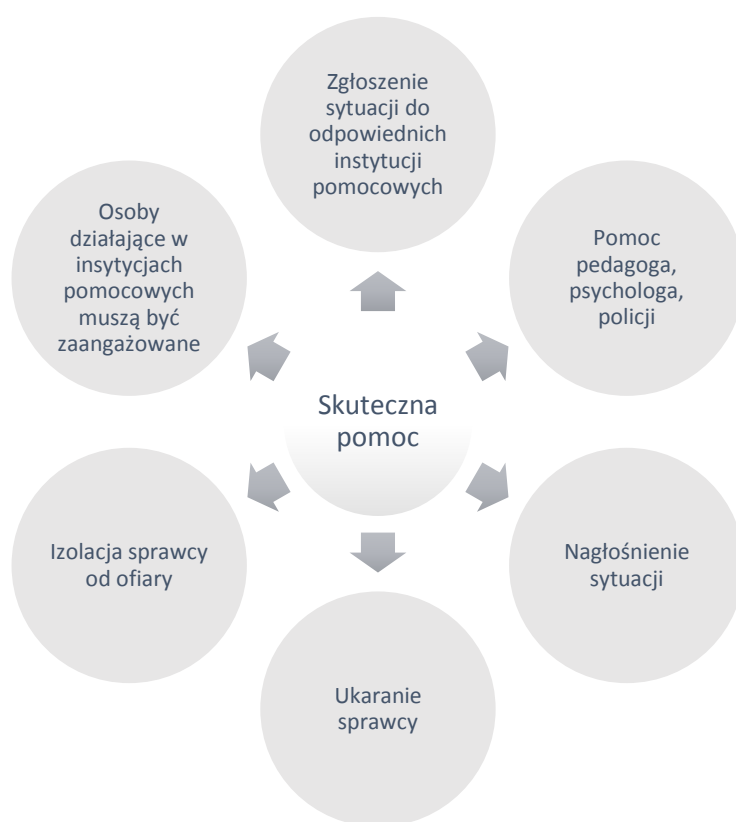 Zgłoszenie
sytuacji do
odpowiednich
instytucji
pomocowych
Pomoc
pedagoga,
psychologa,
policji
Nagłośnienie
sytuacji
Ukaranie
sprawcy
Izolacja sprawcy
od ofiary
Osoby
działające w
insytycjach
pomocowych
muszą być
zaangażowane
Skuteczna
pomoc